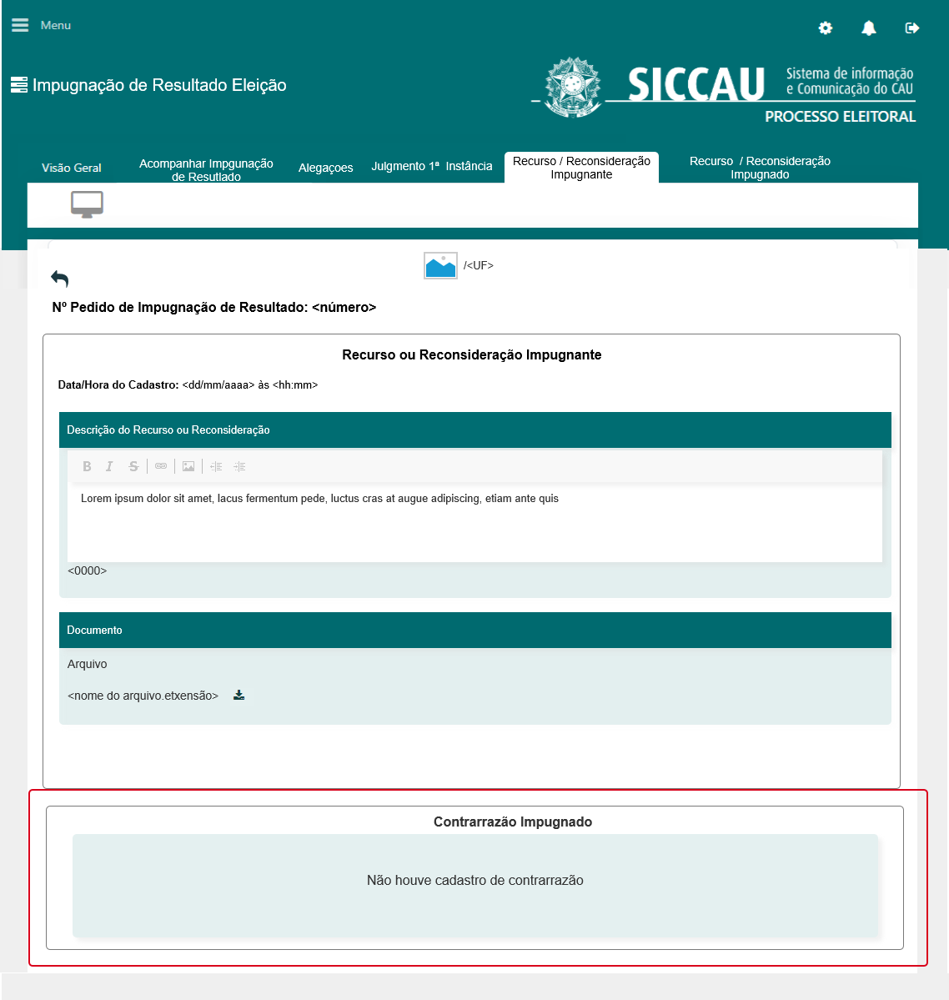 Menu
Impugnação de Resultado Eleição
SICCAU
Sistema de informação
e Comunicação do CAU
PROCESSO ELEITORAL
Visão Geral
Acompanhar Impgunação
de Resutlado
Alegaçoes
Julgmento 1ª Instância
Recurso / Reconsideração
Impugnante
Recurso / Reconsideração
Impugnado
/<UF>
Nº Pedido de Impugnação de Resultado: <número>
Recurso ou Reconsideração Impugnante
Data/Hora do Cadastro: <dd/mm/aaaa> às <hh:mm>
Descrição do Recurso ou Reconsideração
B I S
Lorem ipsum dolor sit amet, lacus fermentum pede, luctus cras at augue adipiscing, etiam ante quis
<0000>
Documento
Arquivo
<nome do arquivo.etxensão>
Contrarrazão Impugnado
Não houve cadastro de contrarrazão